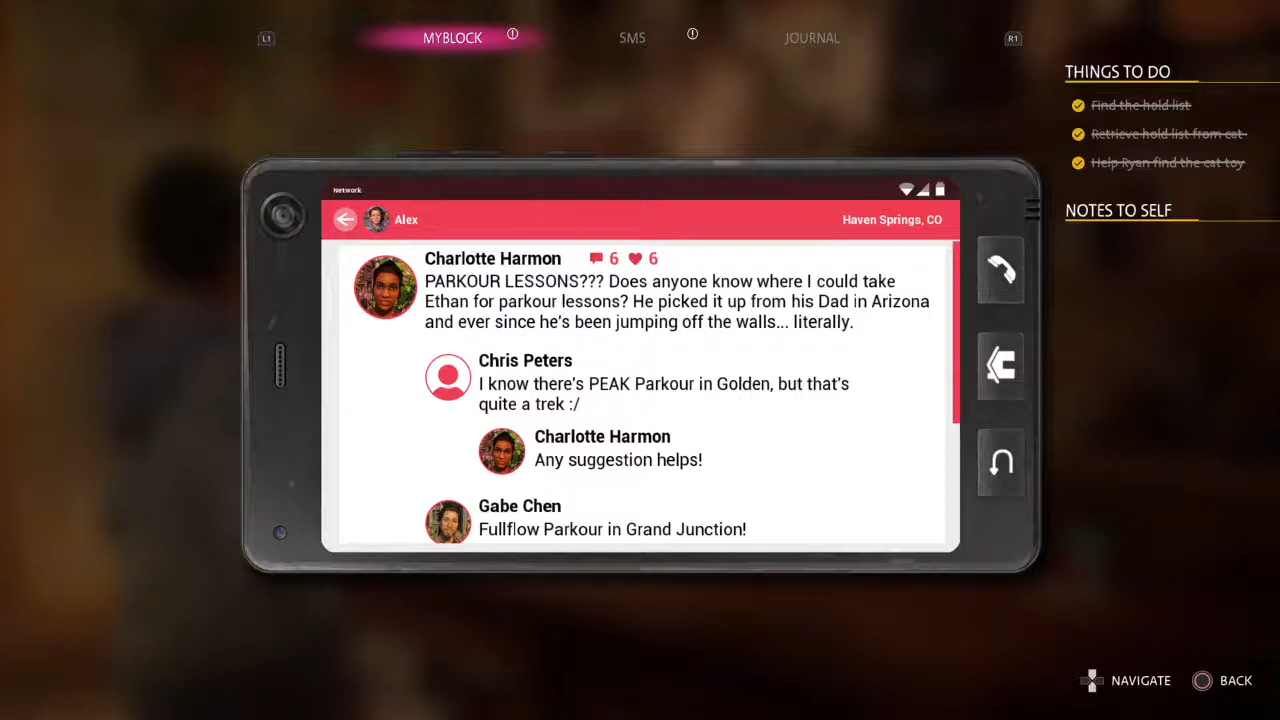 L1
MYBLOCK
SMS
JOURNAL
R1
THINGS TO DO
Find the hold list
Retrieve hold list from cat
Help Ryan find the cat toy
NOTES TO SELF
Network
Alex
Haven Springs, CO
Charlotte Harmon 6 6
PARKOUR LESSONS??? Does anyone know where I could take
Ethan for parkour lessons? He picked it up from his Dad in Arizona
and ever since he's been jumping off the walls... literally.
Chris Peters
I know there's PEAK Parkour in Golden, but that's
quite a trek :/
Charlotte Harmon
Any suggestion helps!
Gabe Chen
Fullflow Parkour in Grand Junction!
NAVIGATE
BACK